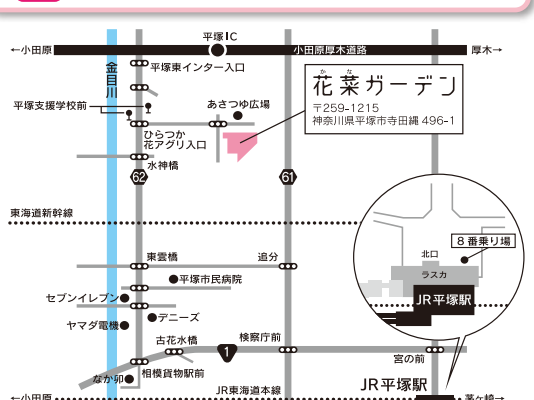 平塚IC
←小田原
小田原厚木道路
厚木→
金目川
平塚東インター入口
かな
花菜ガーデン
〒259-1215
神奈川県平塚市寺田縄 496-1
平塚支援学校前
あさつゆ広場
ひらつか
花アグリ入口
水神橋
62
61
東海道新幹線
8番乗り場
北口
ラスカ
JR平塚駅
東雲橋
追分
平塚市民病院
セブンイレブン
デニーズ
ヤマダ電機
古花水橋
検察庁前
1
宮の前
相模貨物駅前
なか卯
JR平塚駅
←小田原
JR東海道本線
茅ヶ崎→